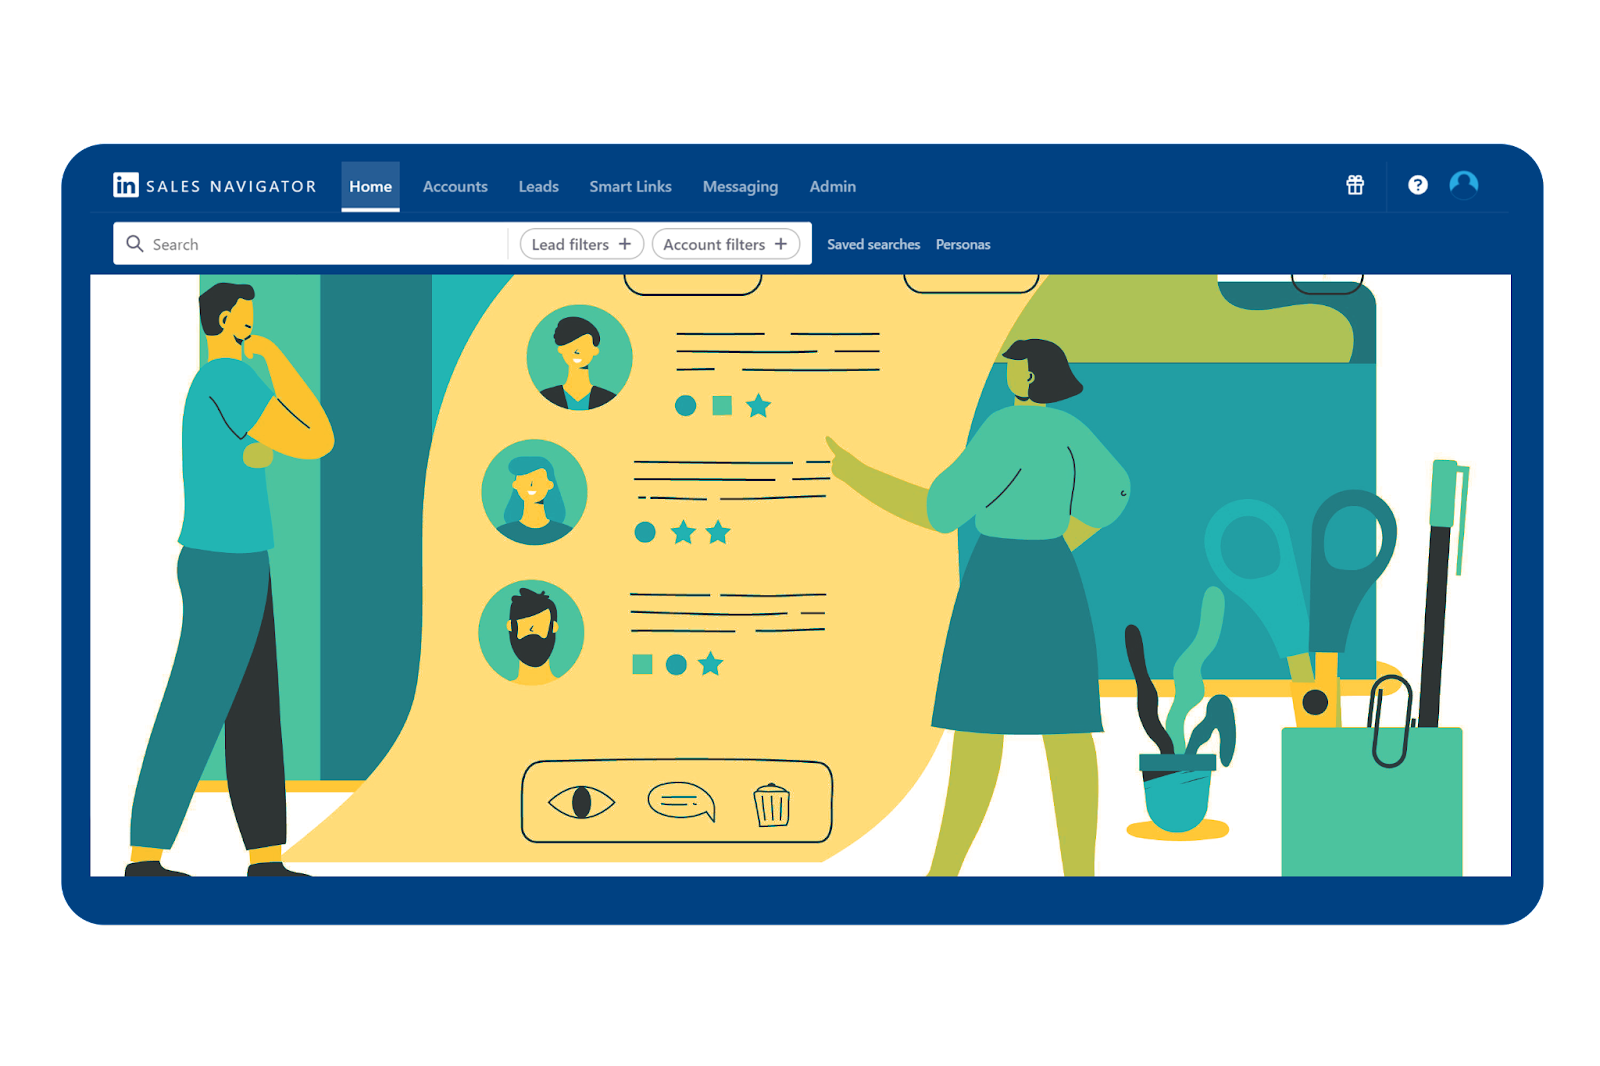 in SALES NAVIGATOR Home Accounts Leads Smart Links Messaging Admin ?
Search Lead filters + Account filters + Saved searches Personas